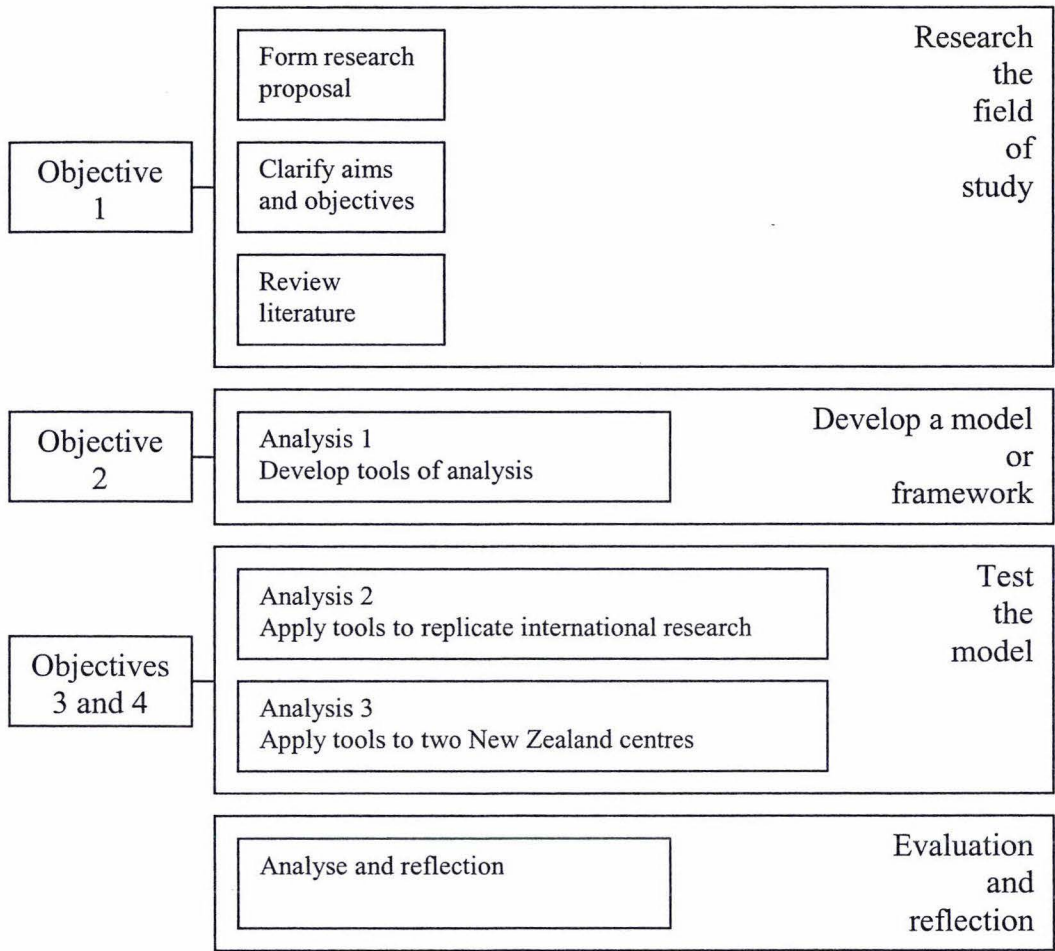 Objective
1
Form research
proposal
Clarify aims
and objectives
Review
literature
Research
the
field
of
study
Objective
2
Analysis 1
Develop tools of analysis
Develop a model
or
framework
Objectives
3 and 4
Analysis 2
Apply tools to replicate international research
Analysis 3
Apply tools to two New Zealand centres
Test
the
model
Analyse and reflection
Evaluation
and
reflection